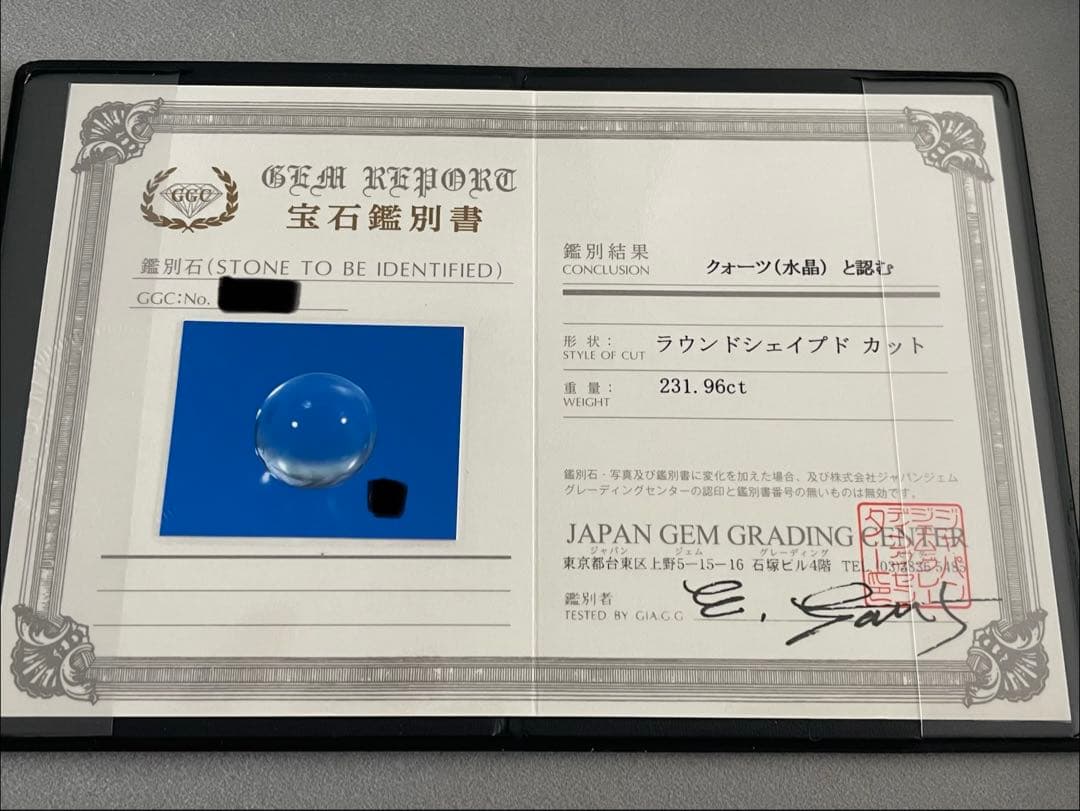 GGC
GEM REPORT
宝石鑑別書
鑑別石(STONE TO BE IDENTIFIED)
GGC:No.
鑑別結果
CONCLUSION
クォーツ(水晶) と認む
形 状:
STYLE OF CUT
ラウンドシェイプド カット
重 量:
WEIGHT
231.96ct
鑑別石・写真及び鑑別書に変化を加えた場合、及び株式会社ジャパンジェム
グレーディングセンターの認印と鑑別書番号の無いものは無効です。
JAPAN GEM GRADING CENTER
ジャパン ジェム グレーディング
東京都台東区上野5-15-16 石塚ビル4階 TEL. (03)3836-5485
鑑別者
TESTED BY GIA.G.G